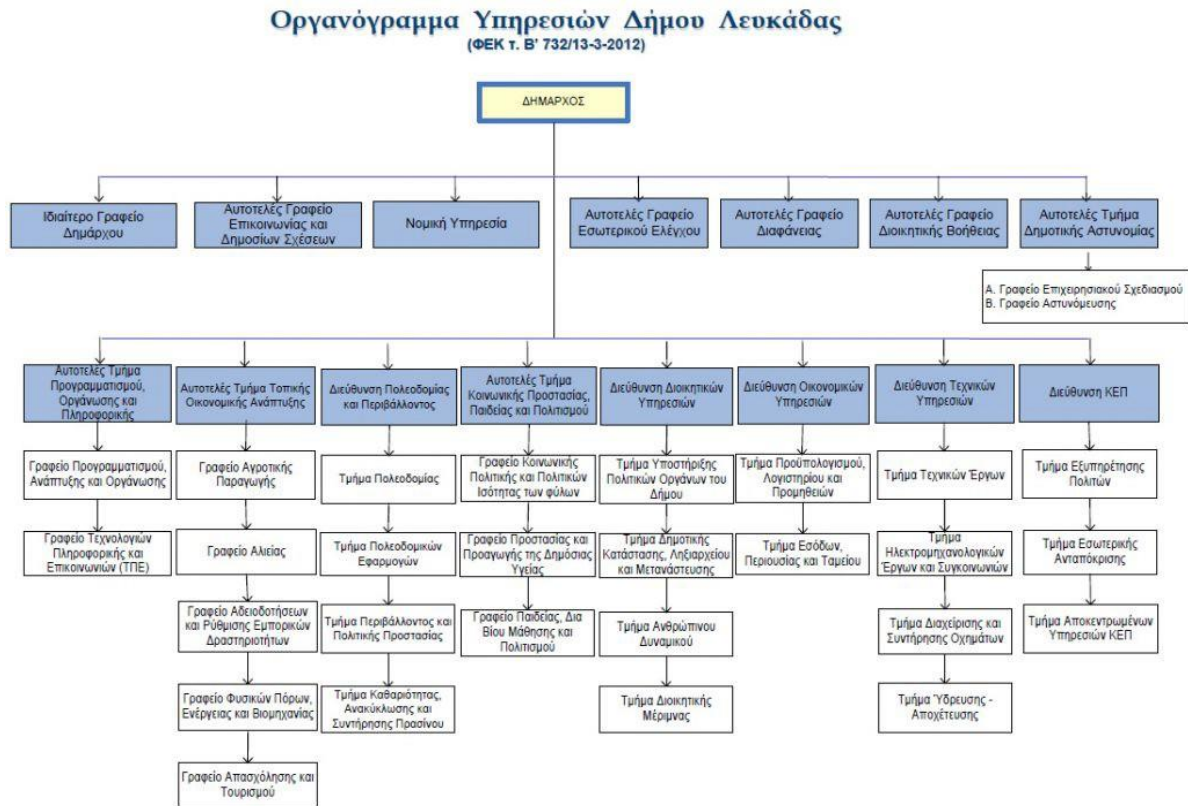 Οργανόγραμμα Υπηρεσιών Δήμου Λευκάδας
(ΦΕΚ τ. Β' 732/13-3-2012)
ΔΗΜΑΡΧΟΣ
Ιδιαίτερο Γραφείο
Δημάρχου
Αυτοτελές Γραφείο
Επικοινωνίας και
Δημοσίων Σχέσεων
Νομική Υπηρεσία
Αυτοτελές Γραφείο
Εσωτερικού Ελέγχου
Αυτοτελές Γραφείο
Διαφάνειας
Αυτοτελές Γραφείο
Διοικητικής Βοήθειας
Αυτοτελές Τμήμα
Δημοτικής Αστυνομίας
Α. Γραφείο Επιχειρησιακού Σχεδιασμού
Β. Γραφείο Αστυνόμευσης
Αυτοτελές Τμήμα
Προγραμματισμού,
Οργάνωσης και
Πληροφορικής
Γραφείο Προγραμματισμού,
Ανάπτυξης και Οργάνωσης
Γραφείο Τεχνολογιών
Πληροφορικής και
Επικοινωνιών (ΤΠΕ)
Αυτοτελές Τμήμα Τοπικής
Οικονομικής Ανάπτυξης
Γραφείο Αγροτικής
Παραγωγής
Γραφείο Αλιείας
Γραφείο Αδειοδοτήσεων
και Ρύθμισης Εμπορικών
Δραστηριοτήτων
Γραφείο Φυσικών Πόρων,
Ενέργειας και Βιομηχανίας
Γραφείο Απασχόλησης και
Τουρισμού
Διεύθυνση Πολεοδομίας
και Περιβάλλοντος
Τμήμα Πολεοδομίας
Τμήμα Πολεοδομικών
Εφαρμογών
Τμήμα Περιβάλλοντος και
Πολιτικής Προστασίας
Τμήμα Καθαριότητας,
Ανακύκλωσης και
Συντήρησης Πρασίνου
Αυτοτελές Τμήμα
Κοινωνικής Προστασίας,
Παιδείας και Πολιτισμού
Γραφείο Κοινωνικής
Πολιτικής και Πολιτικών
Ισότητας των φύλων
Γραφείο Προστασίας και
Προαγωγής της Δημόσιας
Υγείας
Γραφείο Παιδείας, Δια
Βίου Μάθησης και
Πολιτισμού
Διεύθυνση Διοικητικών
Υπηρεσιών
Τμήμα Υποστήριξης
Πολιτικών Οργάνων του
Δήμου
Τμήμα Δημοτικής
Κατάστασης, Ληξιαρχείου
και Μετανάστευσης
Τμήμα Ανθρώπινου
Δυναμικού
Τμήμα Διοικητικής
Μέριμνας
Διεύθυνση Οικονομικών
Υπηρεσιών
Τμήμα Προϋπολογισμού,
Λογιστηρίου και
Προμηθειών
Τμήμα Εσόδων,
Περιουσίας και Ταμείου
Διεύθυνση Τεχνικών
Υπηρεσιών
Τμήμα Τεχνικών Έργων
Τμήμα
Ηλεκτρομηχανολογικών
Έργων και Συγκοινωνιών
Τμήμα Διαχείρισης και
Συντήρησης Οχημάτων
Τμήμα Ύδρευσης -
Αποχέτευσης
Διεύθυνση ΚΕΠ
Τμήμα Εξυπηρέτησης
Πολιτών
Τμήμα Εσωτερικής
Ανταπόκρισης
Τμήμα Αποκεντρωμένων
Υπηρεσιών ΚΕΠ